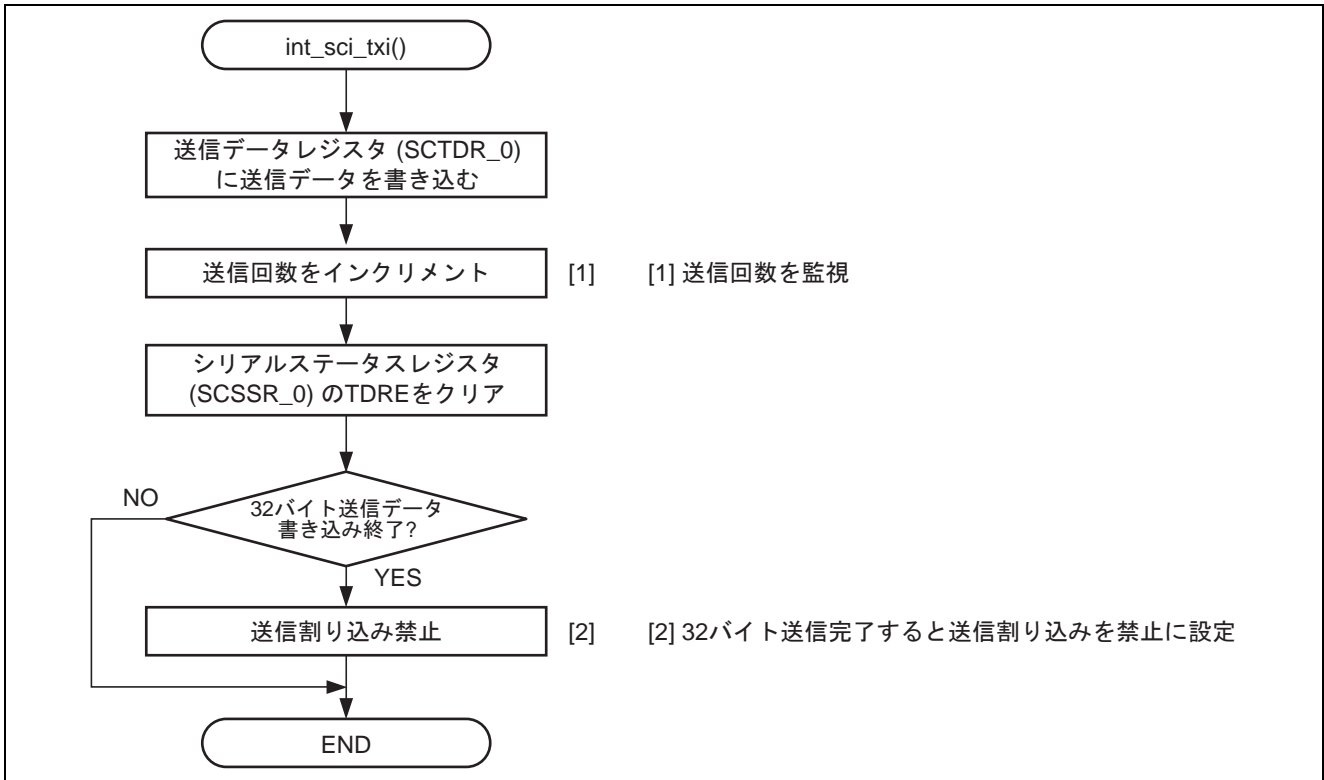 int_sci_txi()
送信データレジスタ (SCTDR_0)
に送信データを書き込む
送信回数をインクリメント
[1]
[1] 送信回数を監視
シリアルステータスレジスタ
(SCSSR_0) のTDREをクリア
32バイト送信データ
書き込み終了?
NO
YES
送信割り込み禁止
[2]
[2] 32バイト送信完了すると送信割り込みを禁止に設定
END